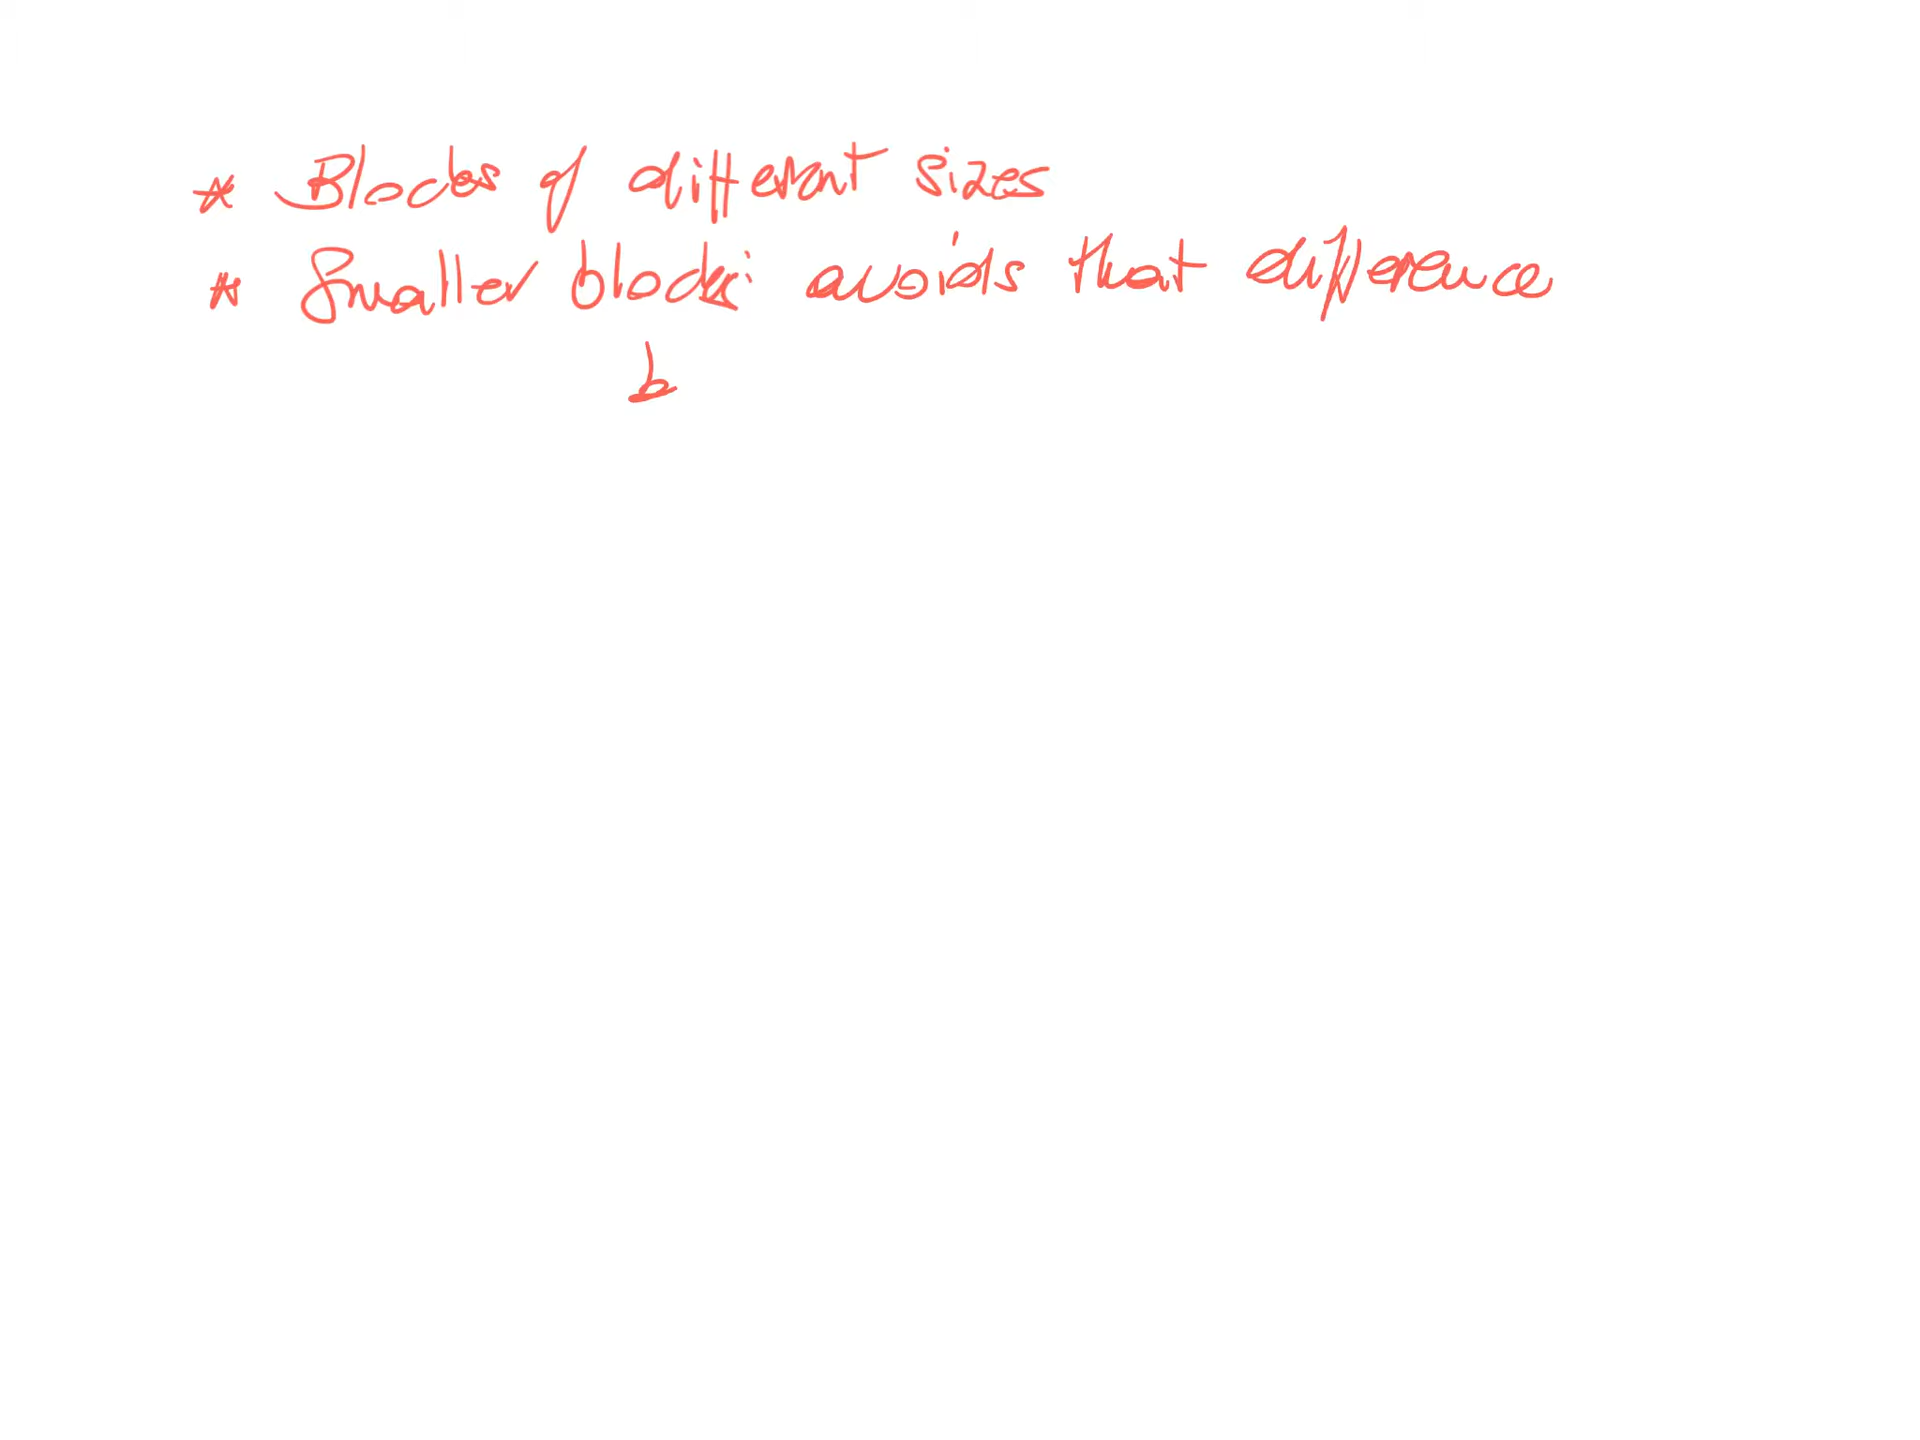 * Blocks of different sizes
* Smaller blocks: avoids that difference
b